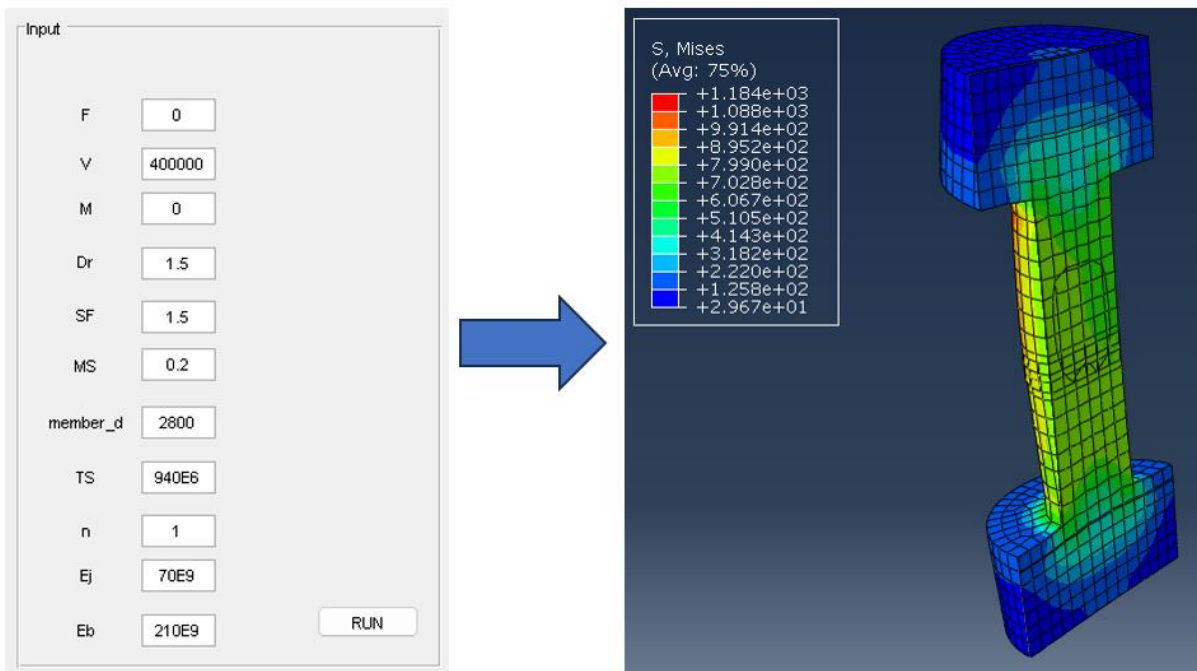 Input
F 0
V 400000
M 0
Dr 1.5
SF 1.5
MS 0.2
member_d 2800
TS 940E6
n 1
Ej 70E9
Eb 210E9
RUN
S, Mises
(Avg: 75%)
+1.184e+03
+1.088e+03
+9.914e+02
+8.952e+02
+7.990e+02
+7.028e+02
+6.067e+02
+5.105e+02
+4.143e+02
+3.182e+02
+2.220e+02
+1.258e+02
+2.967e+01